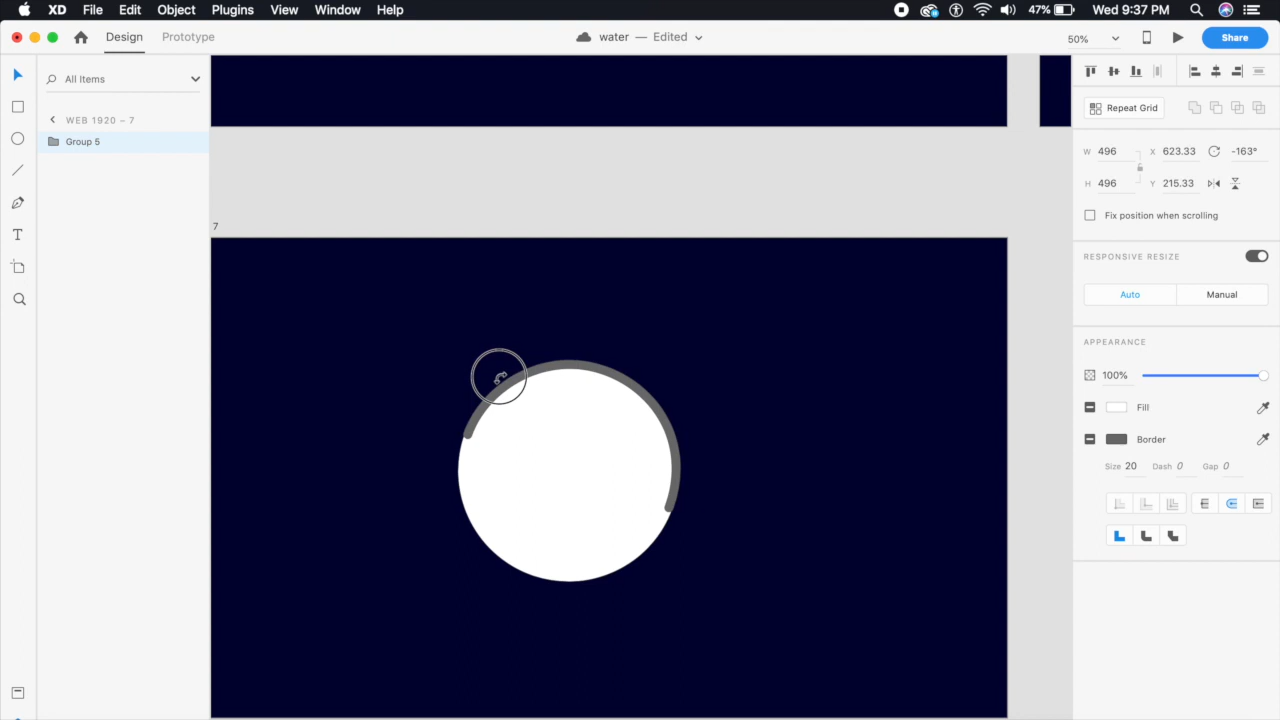 XD File Edit Object Plugins View Window Help 47% Wed 9:37 PM
Design Prototype water — Edited 50% Share
All Items
WEB 1920 – 7
Group 5
7
Repeat Grid
W 496 X 623.33 -163°
H 496 Y 215.33
Fix position when scrolling
RESPONSIVE RESIZE
Auto Manual
APPEARANCE
100%
Fill
Border
Size 20 Dash 0 Gap 0